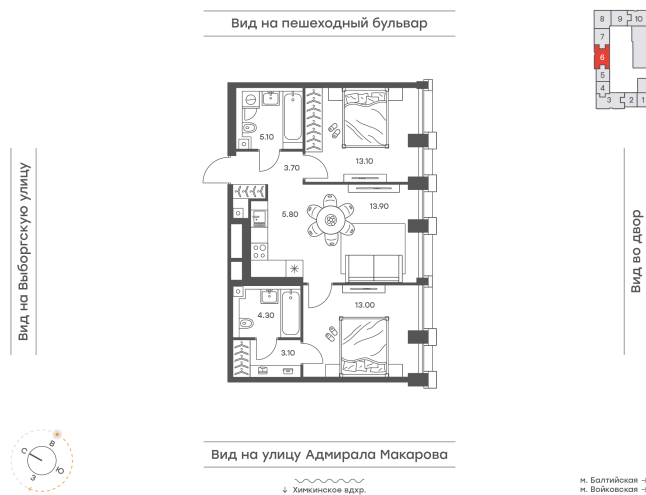 Вид на пешеходный бульвар
8 9 10
7
6
5
4
3 2 1
5.10
13.10
3.70
5.80
13.90
4.30
13.00
3.10
Вид на Выборгскую улицу
Вид во двор
Вид на улицу Адмирала Макарова
↓ Химкинское вдхр.
С В Ю З
м. Балтийская →
м. Войковская →